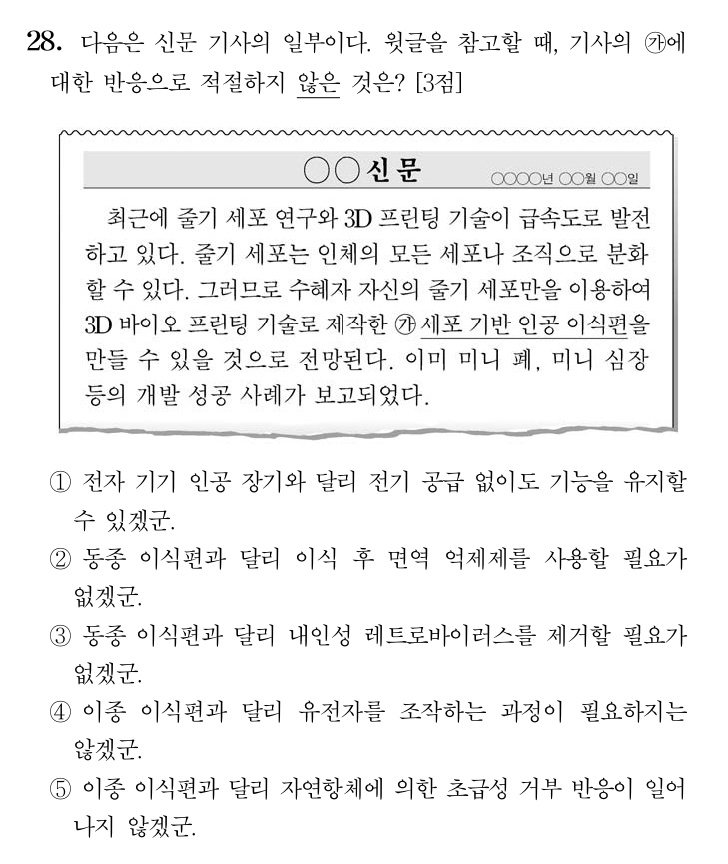 28. 다음은 신문 기사의 일부이다. 윗글을 참고할 때, 기사의 ㉮에
대한 반응으로 적절하지 않은 것은? [3점]
○○신문
○○○○년 ○○월 ○○일
최근에 줄기 세포 연구와 3D 프린팅 기술이 급속도로 발전
하고 있다. 줄기 세포는 인체의 모든 세포나 조직으로 분화
할 수 있다. 그러므로 수혜자 자신의 줄기 세포만을 이용하여
3D 바이오 프린팅 기술로 제작한 ㉮세포 기반 인공 이식편을
만들 수 있을 것으로 전망된다. 이미 미니 폐, 미니 심장
등의 개발 성공 사례가 보고되었다.
① 전자 기기 인공 장기와 달리 전기 공급 없이도 기능을 유지할
수 있겠군.
② 동종 이식편과 달리 이식 후 면역 억제제를 사용할 필요가
없겠군.
③ 동종 이식편과 달리 내인성 레트로바이러스를 제거할 필요가
없겠군.
④ 이종 이식편과 달리 유전자를 조작하는 과정이 필요하지는
않겠군.
⑤ 이종 이식편과 달리 자연항체에 의한 초급성 거부 반응이 일어
나지 않겠군.